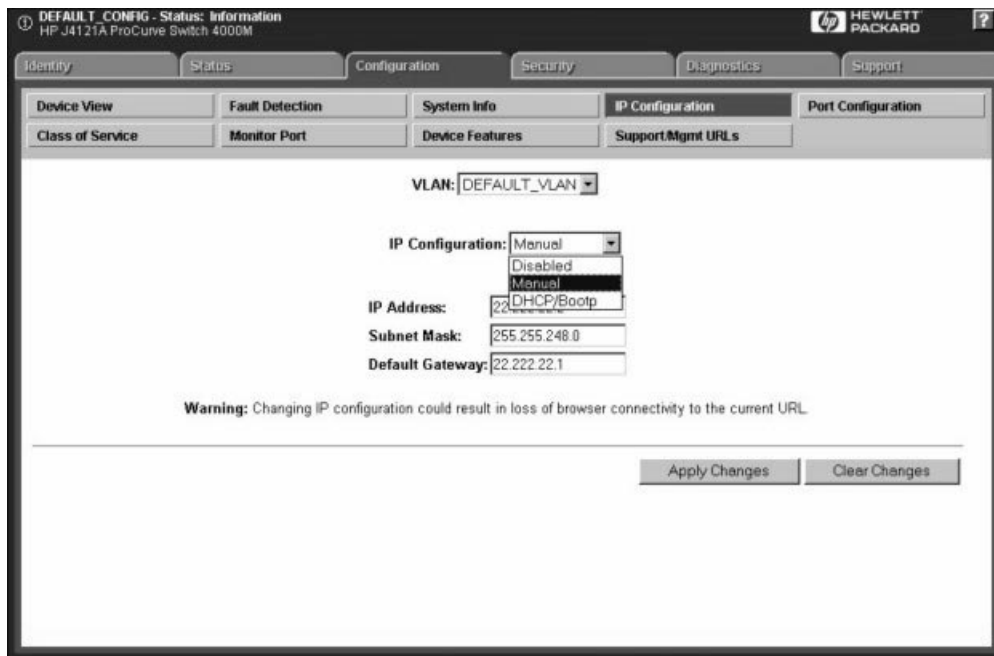 DEFAULT_CONFIG - Status: Information
HP J4121A ProCurve Switch 4000M
hp HEWLETT PACKARD
?
Identity Status Configuration Security Diagnostics Support
Device View Fault Detection System Info IP Configuration Port Configuration
Class of Service Monitor Port Device Features Support/Mgmt URLs
VLAN: DEFAULT_VLAN
IP Configuration: Manual
Disabled
Manual
DHCP/Bootp
IP Address:
Subnet Mask: 255.255.248.0
Default Gateway: 22.222.22.1
Warning: Changing IP configuration could result in loss of browser connectivity to the current URL.
Apply Changes Clear Changes